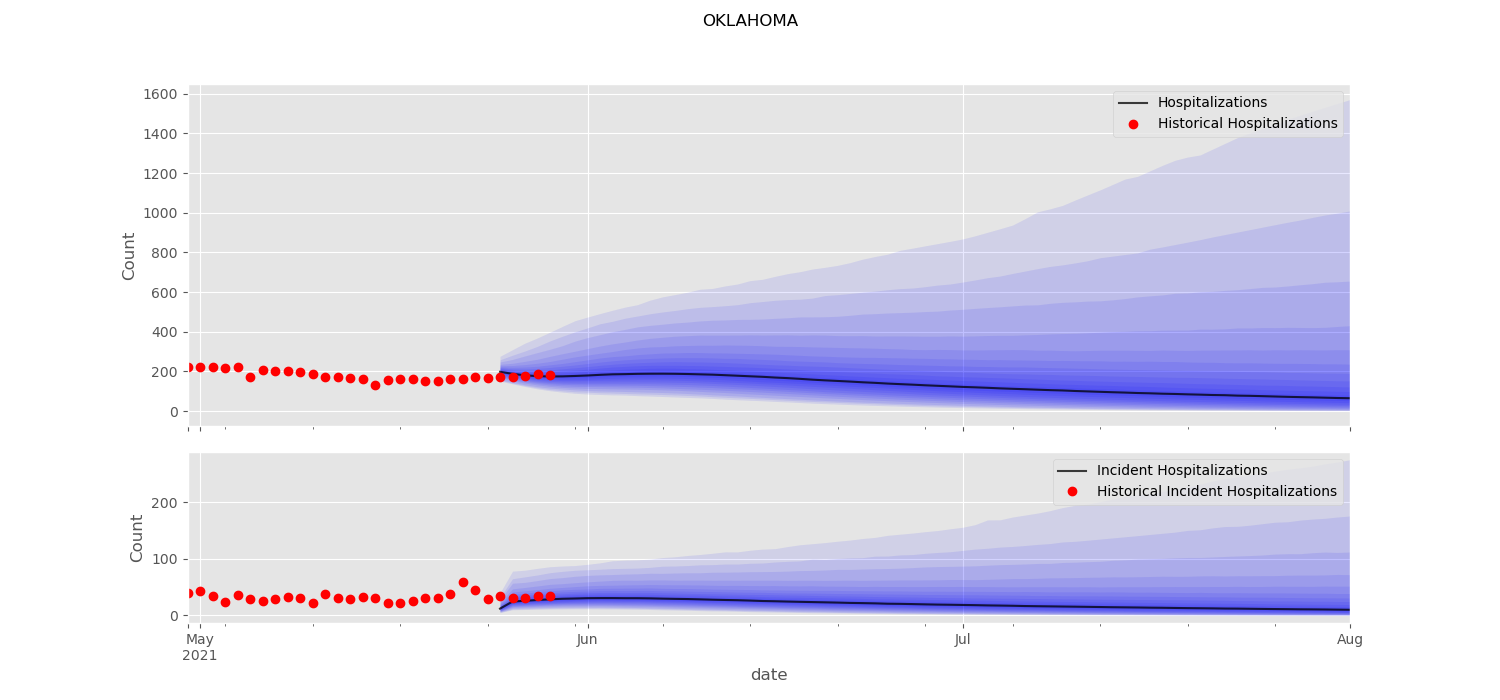 OKLAHOMA
1600
1400
1200
1000
800
600
400
200
0
Count
Hospitalizations
Historical Hospitalizations
200
100
0
Count
Incident Hospitalizations
Historical Incident Hospitalizations
May
2021
Jun
Jul
Aug
date